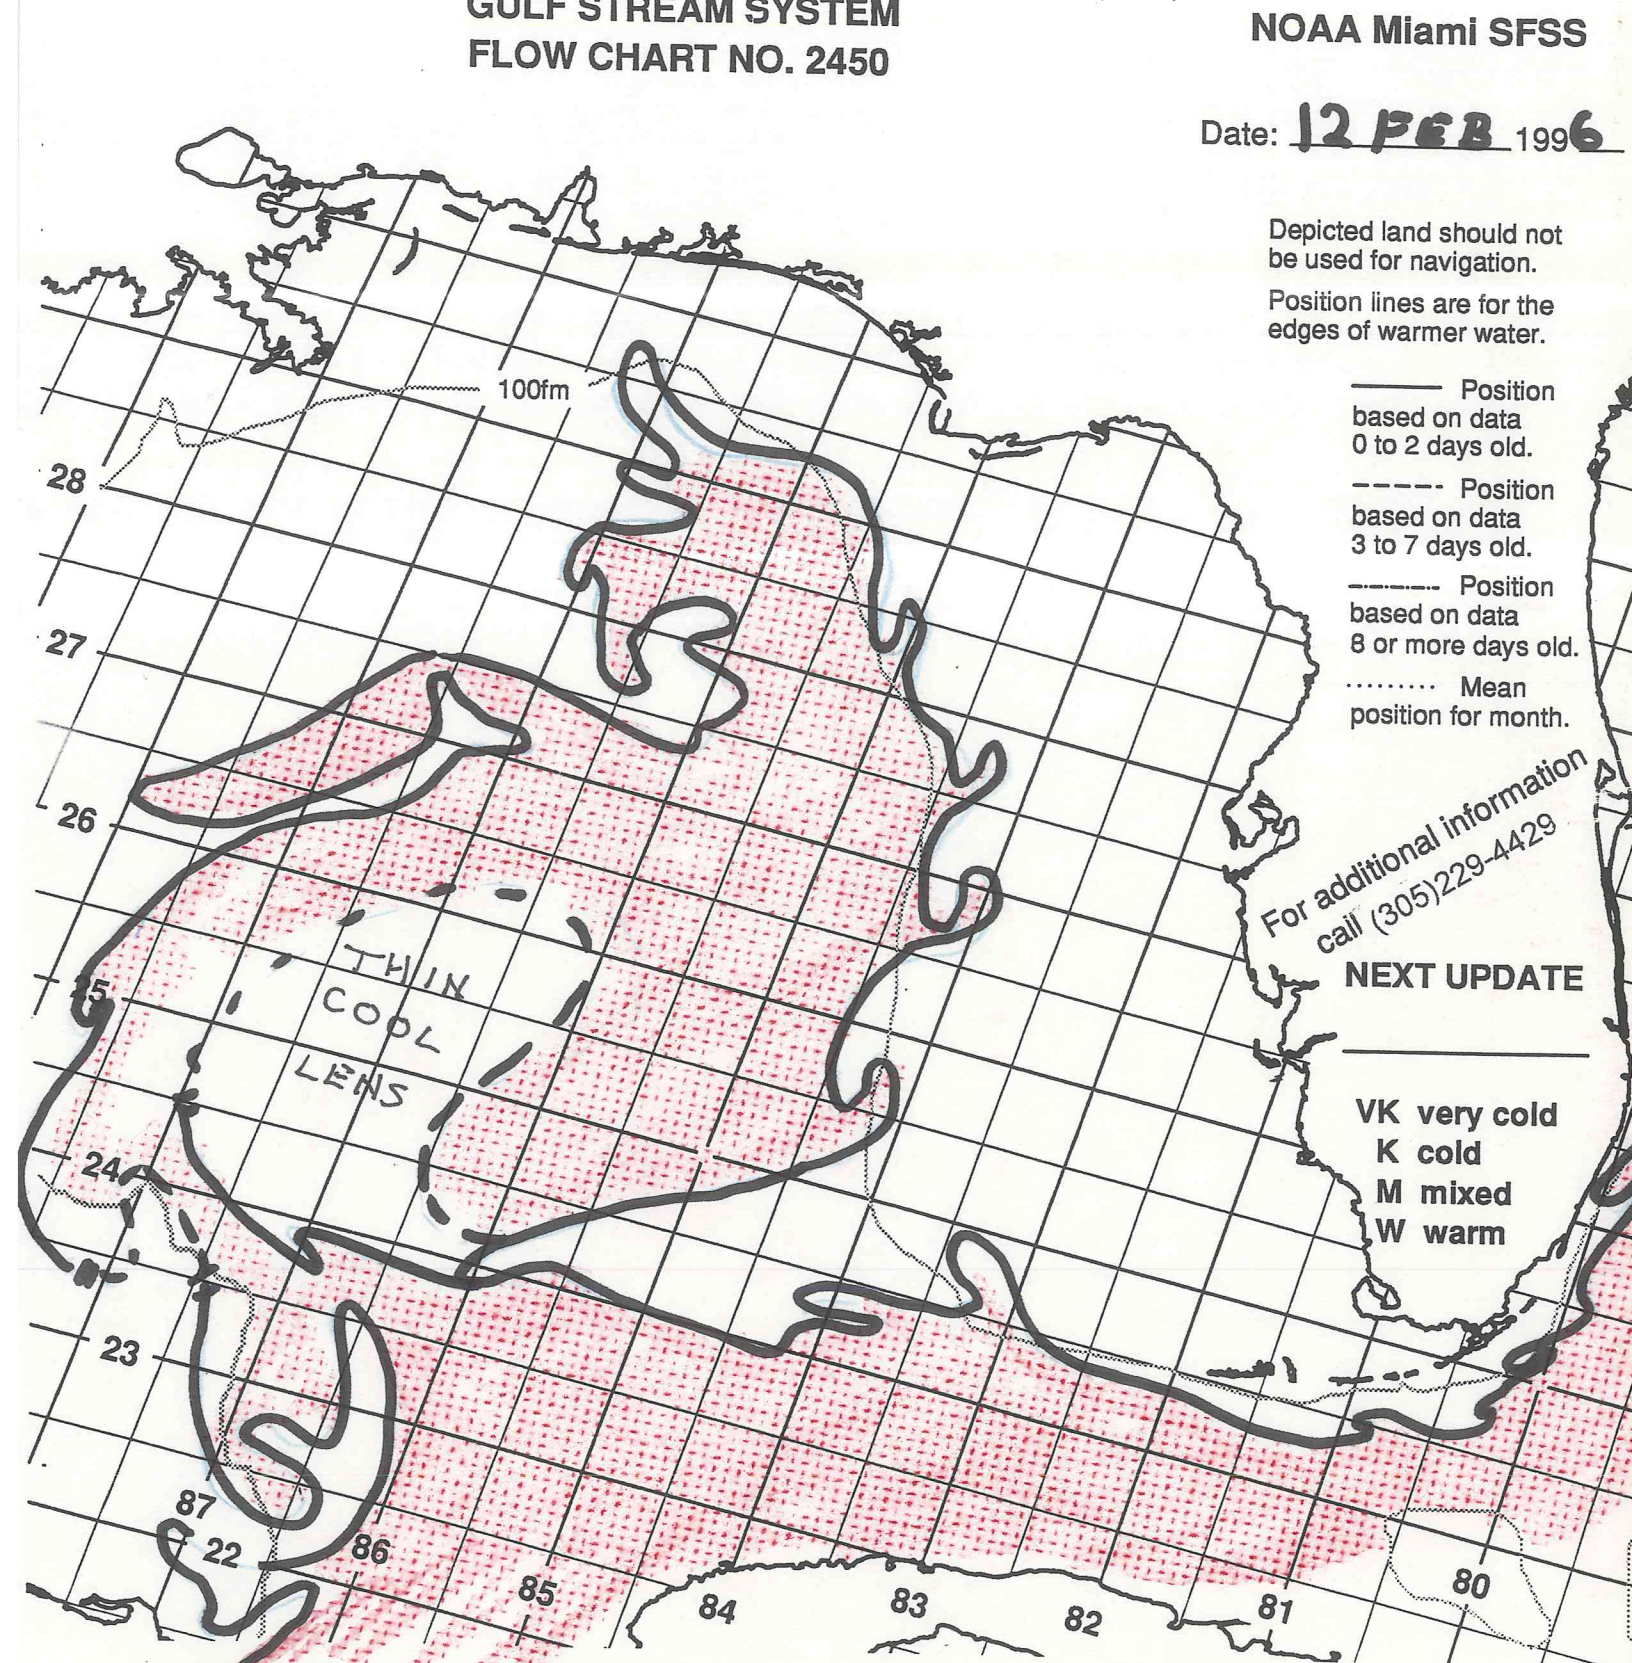 GULF STREAM SYSTEM
FLOW CHART NO. 2450
NOAA Miami SFSS
Date: 12 FEB 1996
Depicted land should not
be used for navigation.
Position lines are for the
edges of warmer water.
Position
based on data
0 to 2 days old.
Position
based on data
3 to 7 days old.
Position
based on data
8 or more days old.
Mean
position for month.
For additional information
call (305)229-4429
NEXT UPDATE
VK very cold
K cold
M mixed
W warm
100fm
28
27
26
25
24
23
22
THIN
COOL
LENS
87
86
85
84
83
82
81
80